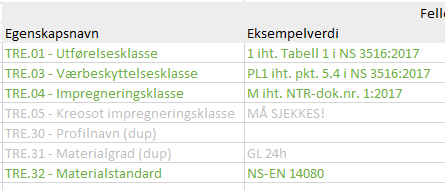 Felle
Egenskapsnavn Eksempelverdi
TRE.01 - Utførelsesklasse 1 iht. Tabell 1 i NS 3516:2017
TRE.03 - Værbeskyttelsesklasse PL1 iht. pkt. 5.4 i NS 3516:2017
TRE.04 - Impregneringsklasse M iht. NTR-dok.nr. 1:2017
TRE.05 - Kreosot impregneringsklasse MÅ SJEKKES!
TRE.30 - Profilnavn (dup)
TRE.31 - Materialgrad (dup) GL 24h
TRE.32 - Materialstandard NS-EN 14080